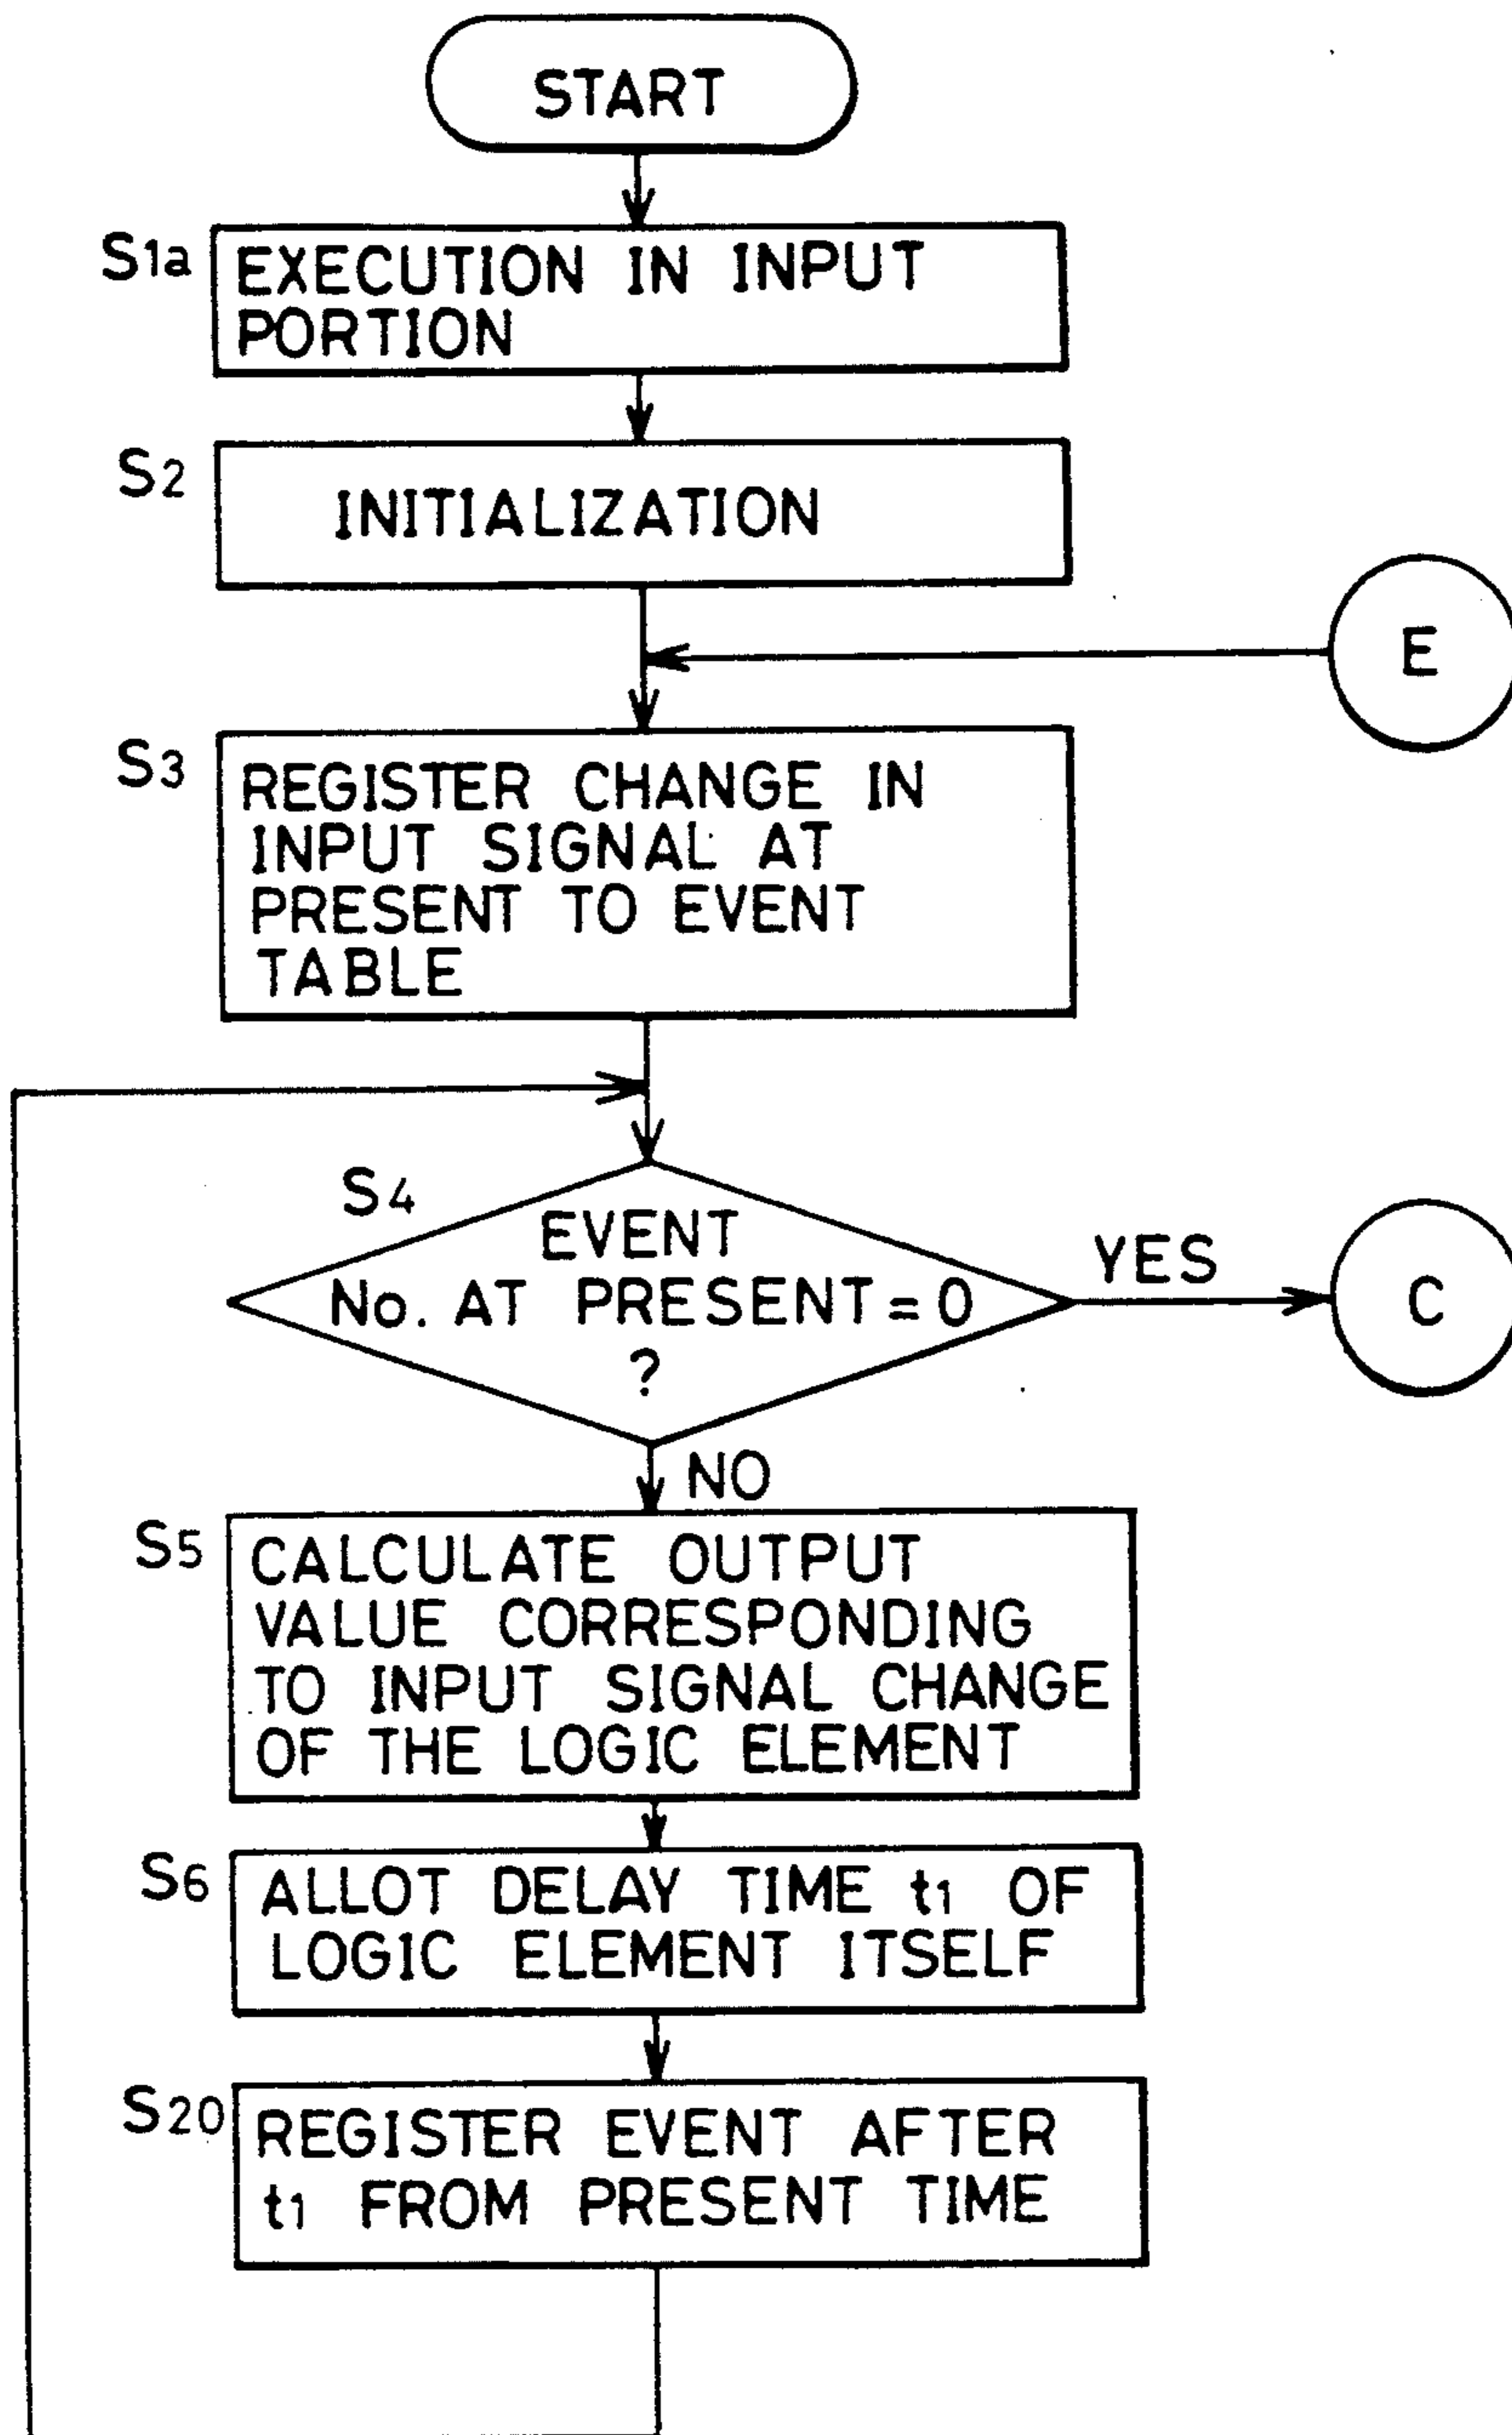 START
S1a
EXECUTION IN INPUT
PORTION
S2
INITIALIZATION
E
S3
REGISTER CHANGE IN
INPUT SIGNAL AT
PRESENT TO EVENT
TABLE
S4
EVENT
No. AT PRESENT = 0
?
YES
C
NO
S5
CALCULATE OUTPUT
VALUE CORRESPONDING
TO INPUT SIGNAL CHANGE
OF THE LOGIC ELEMENT
S6
ALLOT DELAY TIME t1 OF
LOGIC ELEMENT ITSELF
S20
REGISTER EVENT AFTER
t1 FROM PRESENT TIME